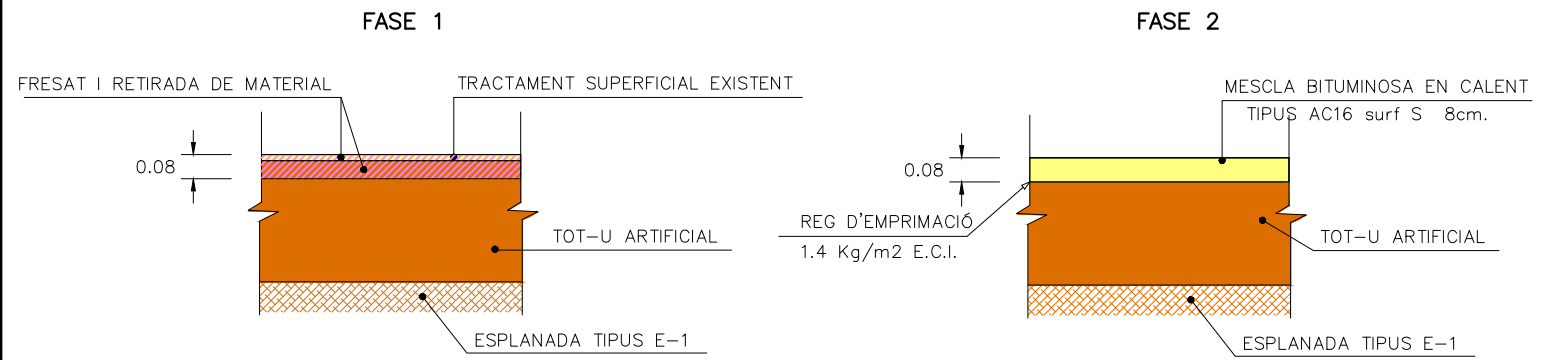 FASE 1
FRESAT I RETIRADA DE MATERIAL
TRACTAMENT SUPERFICIAL EXISTENT
0.08
TOT-U ARTIFICIAL
ESPLANADA TIPUS E-1
FASE 2
MESCLA BITUMINOSA EN CALENT
TIPUS AC16 surf S 8cm.
0.08
REG D'EMPRIMACIÓ
1.4 Kg/m2 E.C.I.
TOT-U ARTIFICIAL
ESPLANADA TIPUS E-1